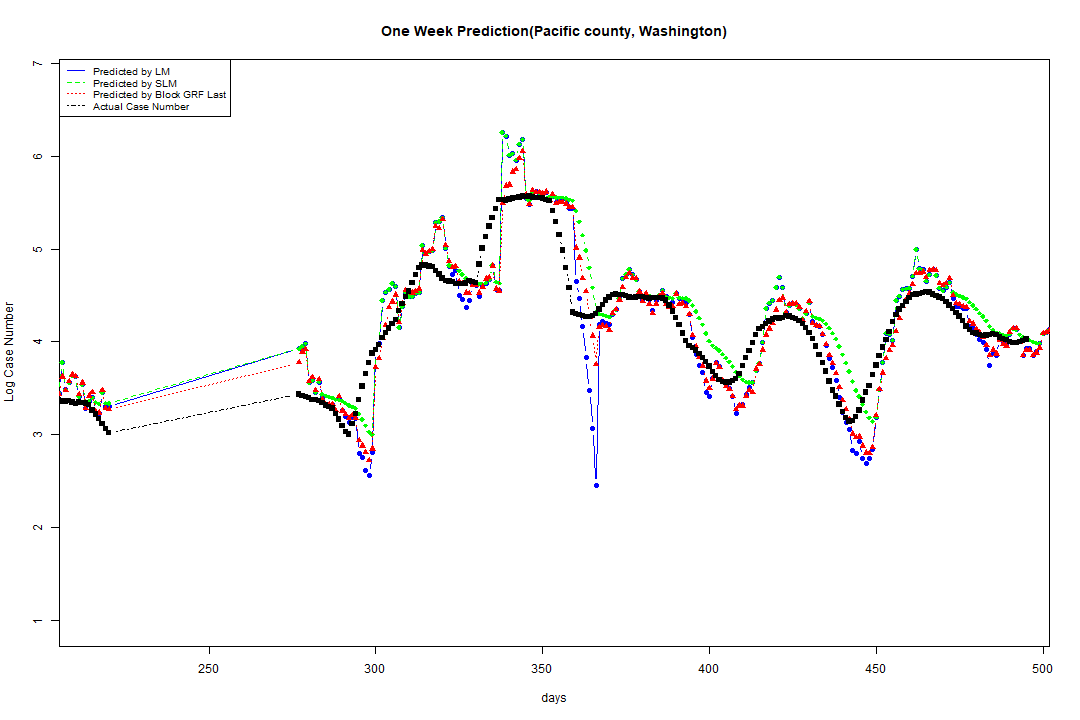 One Week Prediction(Pacific county, Washington)
Predicted by LM
Predicted by SLM
Predicted by Block GRF Last
Actual Case Number
Log Case Number
7
6
5
4
3
2
1
250 300 350 400 450 500
days